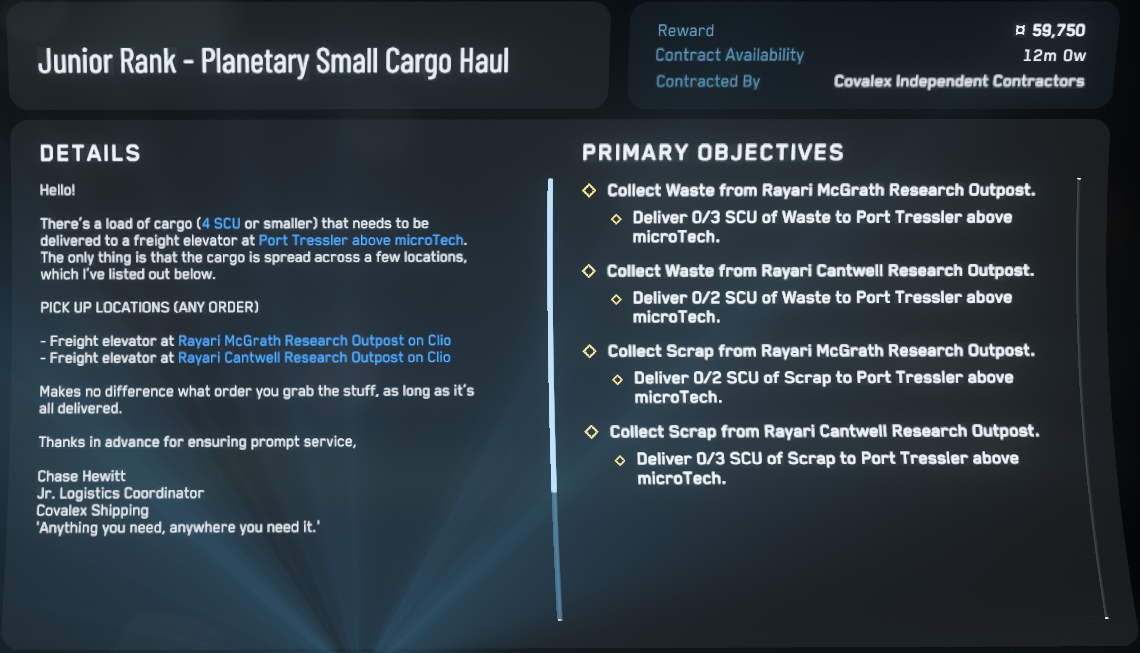 Junior Rank - Planetary Small Cargo Haul
Reward ¤ 59,750
Contract Availability 12m 0w
Contracted By Covalex Independent Contractors
DETAILS
Hello!
There's a load of cargo (4 SCU or smaller) that needs to be
delivered to a freight elevator at Port Tressler above microTech.
The only thing is that the cargo is spread across a few locations,
which I've listed out below.
PICK UP LOCATIONS (ANY ORDER)
- Freight elevator at Rayari McGrath Research Outpost on Clio
- Freight elevator at Rayari Cantwell Research Outpost on Clio
Makes no difference what order you grab the stuff, as long as it's
all delivered.
Thanks in advance for ensuring prompt service,
Chase Hewitt
Jr. Logistics Coordinator
Covalex Shipping
'Anything you need, anywhere you need it.'
PRIMARY OBJECTIVES
Collect Waste from Rayari McGrath Research Outpost.
Deliver 0/3 SCU of Waste to Port Tressler above
microTech.
Collect Waste from Rayari Cantwell Research Outpost.
Deliver 0/2 SCU of Waste to Port Tressler above
microTech.
Collect Scrap from Rayari McGrath Research Outpost.
Deliver 0/2 SCU of Scrap to Port Tressler above
microTech.
Collect Scrap from Rayari Cantwell Research Outpost.
Deliver 0/3 SCU of Scrap to Port Tressler above
microTech.